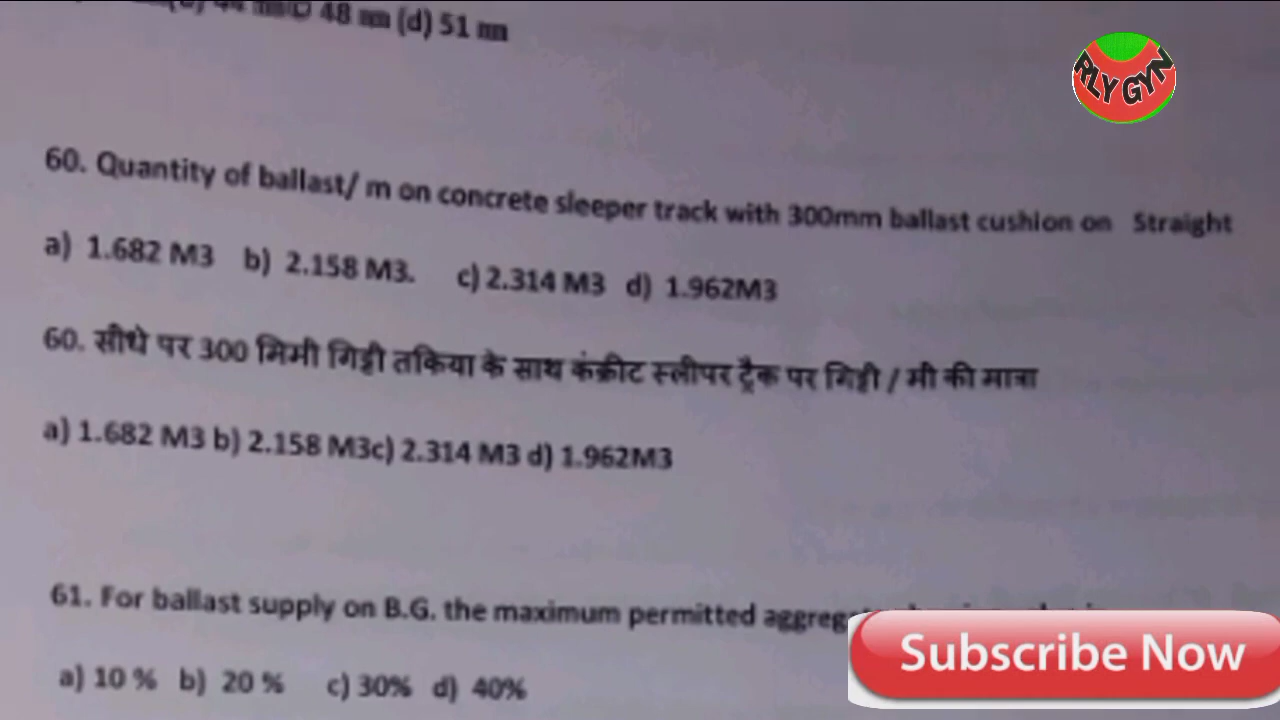 48 mm (d) 51 mm
RLY GYN
60. Quantity of ballast/ m on concrete sleeper track with 300mm ballast cushion on Straight
a) 1.682 M3 b) 2.158 M3. c) 2.314 M3 d) 1.962M3
60. सीधे पर 300 मिमी गिट्टी तकिया के साथ कंक्रीट स्लीपर ट्रैक पर गिट्टी / मी की मात्रा
a) 1.682 M3 b) 2.158 M3c) 2.314 M3 d) 1.962M3
61. For ballast supply on B.G. the maximum permitted
a) 10 % b) 20 % c) 30% d) 40%
Subscribe Now